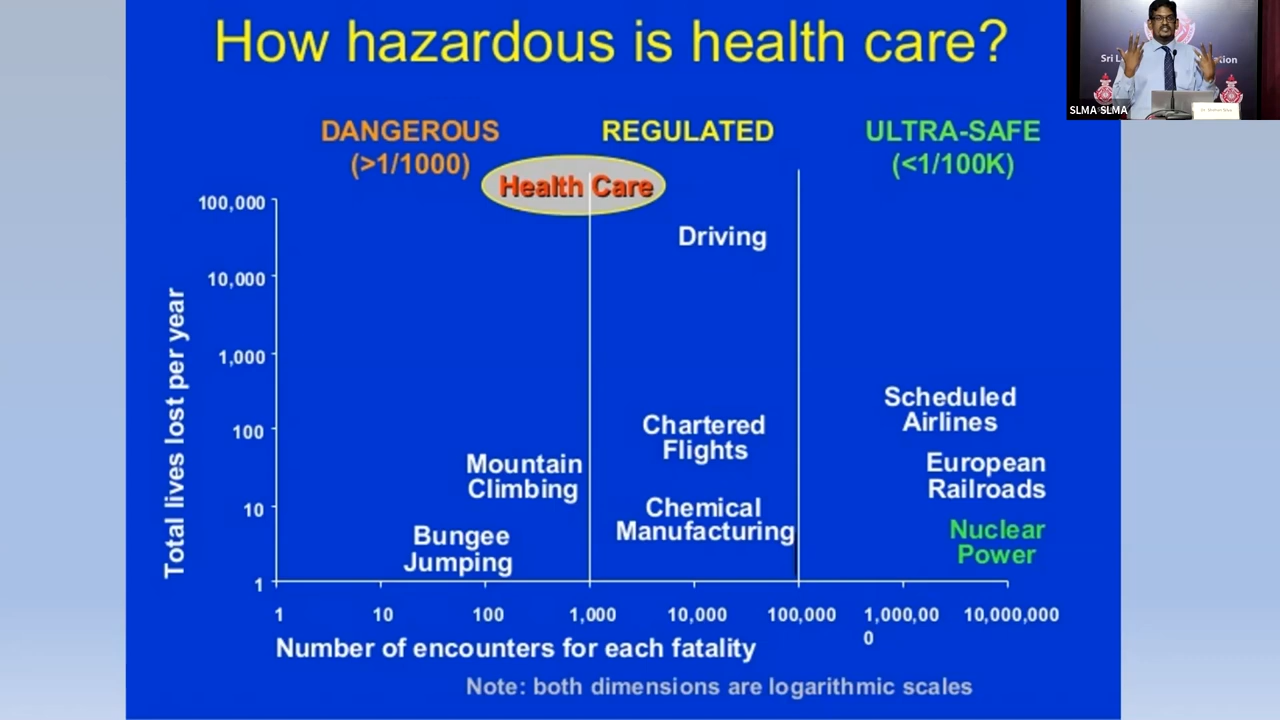 How hazardous is health care?
DANGEROUS
(>1/1000)
REGULATED
ULTRA-SAFE
(<1/100K)
Health Care
100,000
10,000
1,000
100
10
1
Total lives lost per year
Driving
Chartered
Flights
Mountain
Climbing
Chemical
Manufacturing
Bungee
Jumping
Scheduled
Airlines
European
Railroads
Nuclear
Power
1
10
100
1,000
10,000
100,000
1,000,00
0
10,000,000
Number of encounters for each fatality
Note: both dimensions are logarithmic scales
Sri L
SLMA SLMA